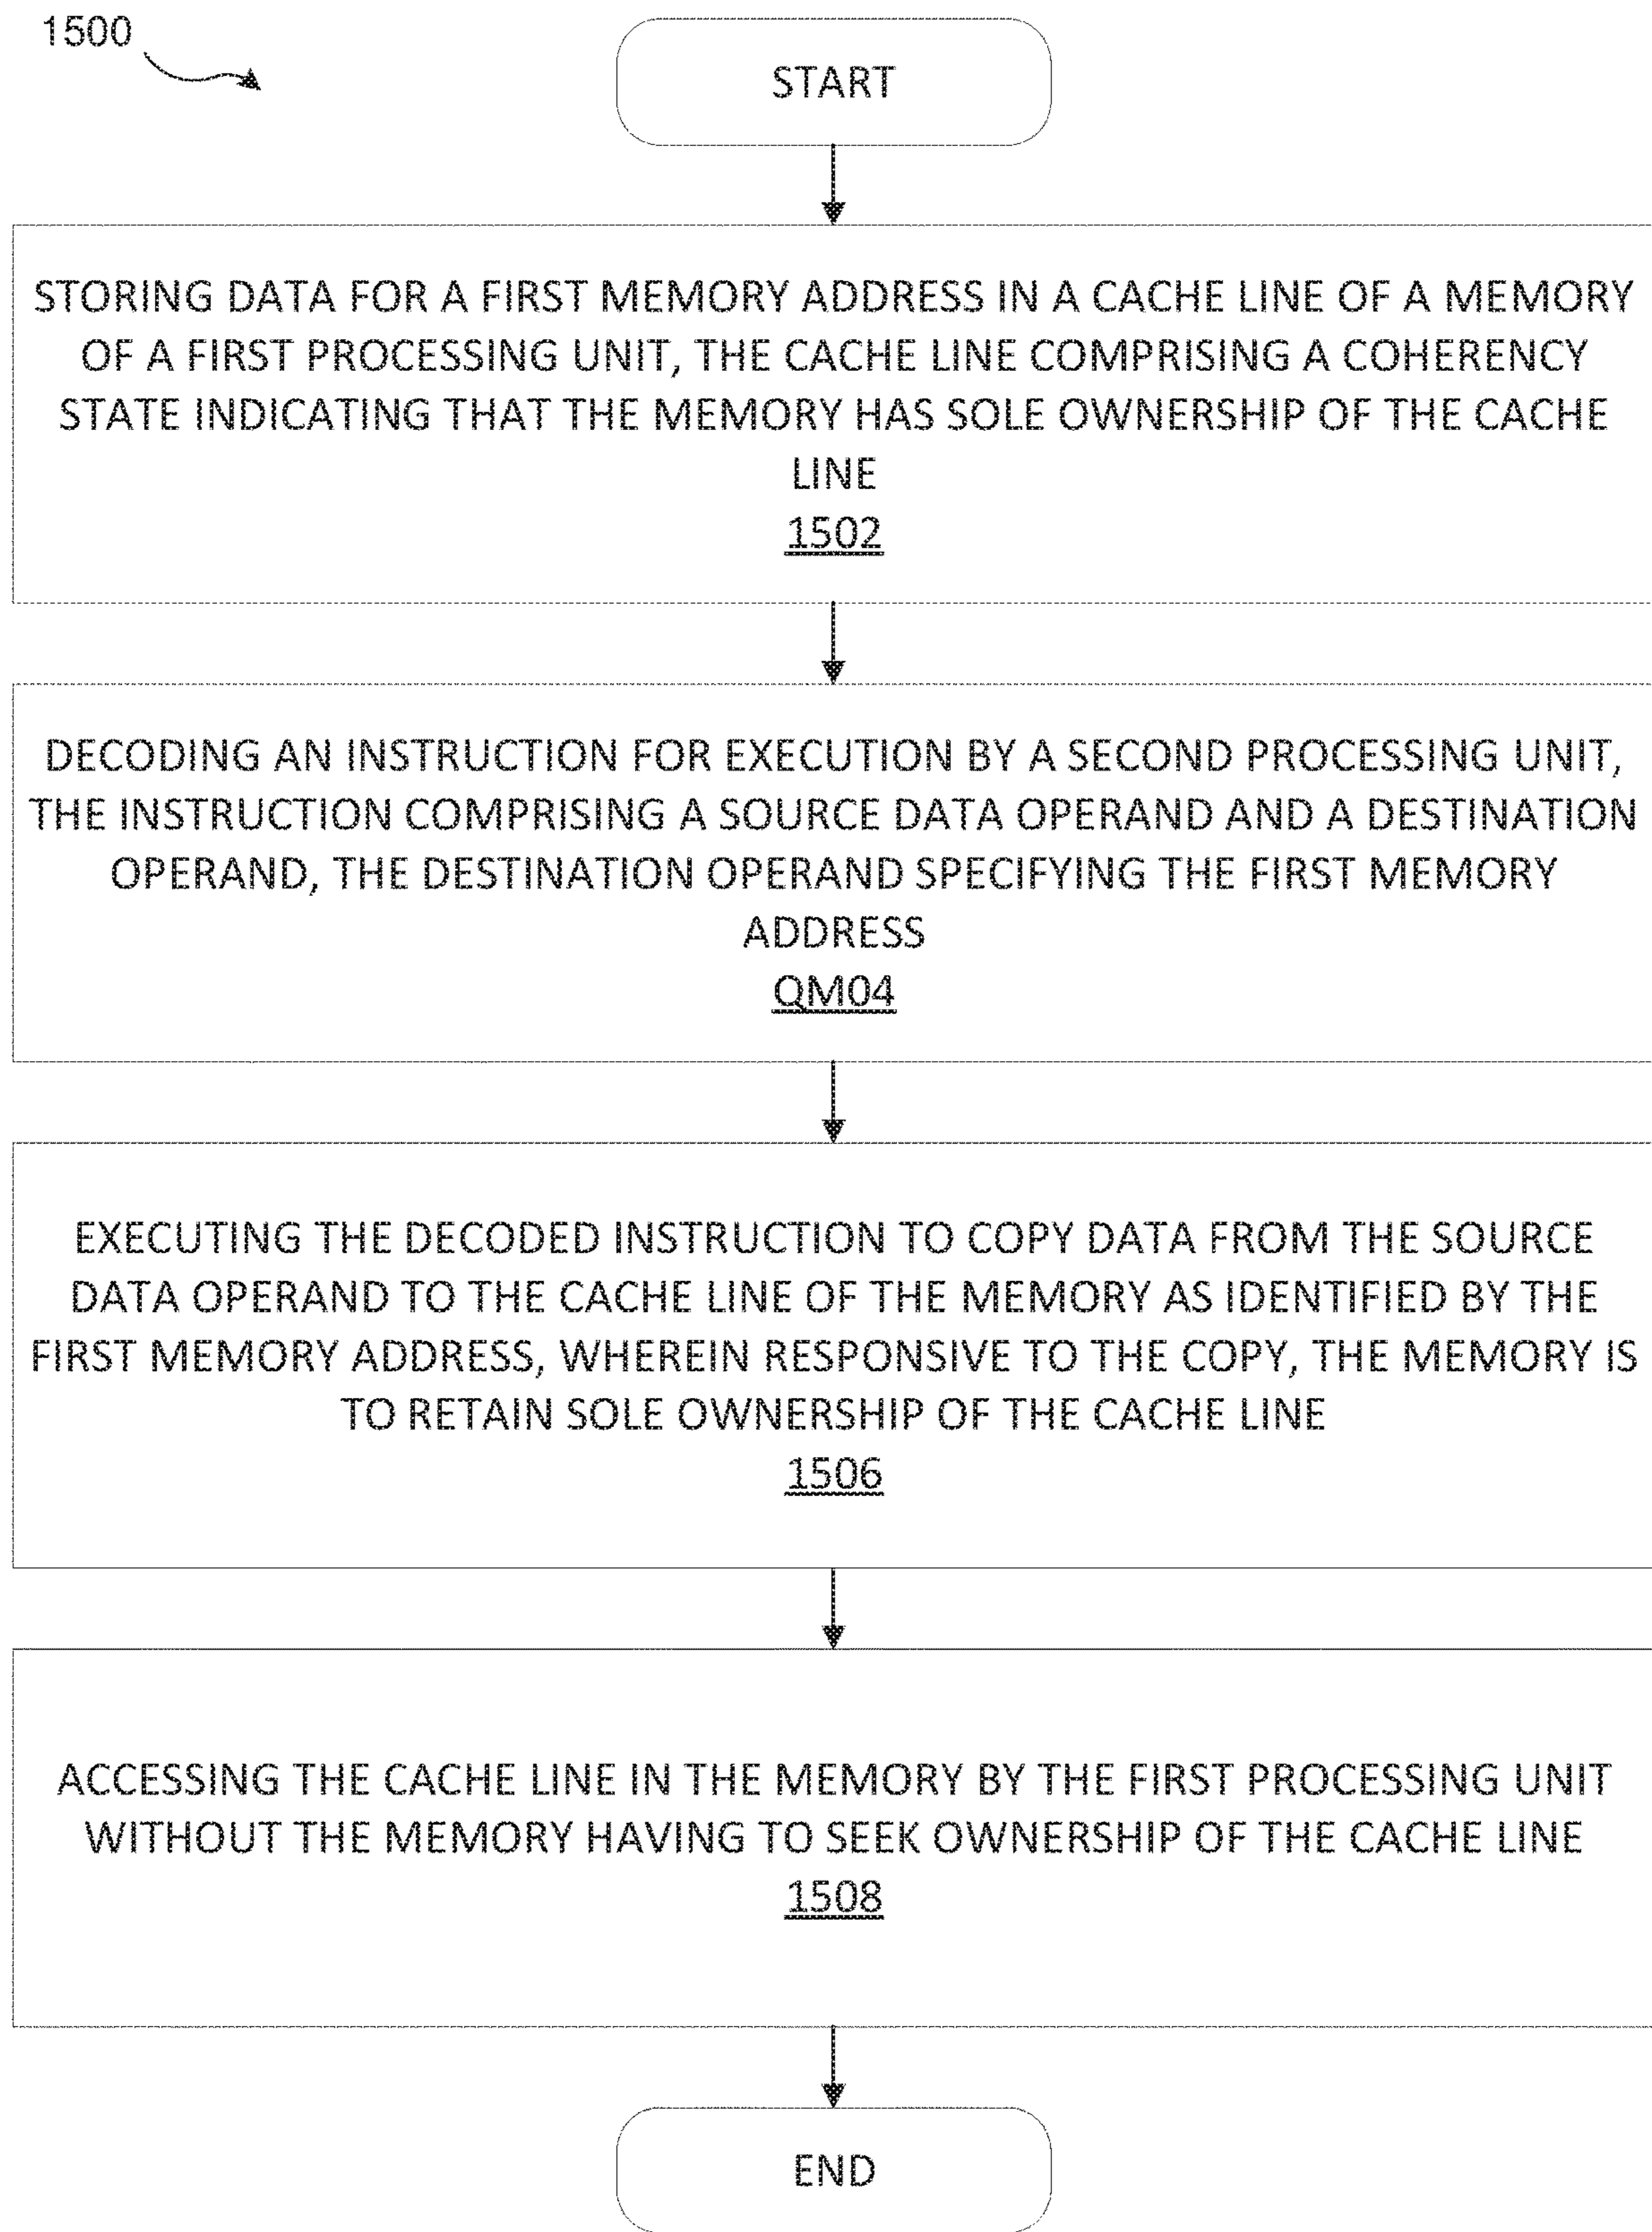 1500
START
STORING DATA FOR A FIRST MEMORY ADDRESS IN A CACHE LINE OF A MEMORY
OF A FIRST PROCESSING UNIT, THE CACHE LINE COMPRISING A COHERENCY
STATE INDICATING THAT THE MEMORY HAS SOLE OWNERSHIP OF THE CACHE
LINE
1502
DECODING AN INSTRUCTION FOR EXECUTION BY A SECOND PROCESSING UNIT,
THE INSTRUCTION COMPRISING A SOURCE DATA OPERAND AND A DESTINATION
OPERAND, THE DESTINATION OPERAND SPECIFYING THE FIRST MEMORY
ADDRESS
QM04
EXECUTING THE DECODED INSTRUCTION TO COPY DATA FROM THE SOURCE
DATA OPERAND TO THE CACHE LINE OF THE MEMORY AS IDENTIFIED BY THE
FIRST MEMORY ADDRESS, WHEREIN RESPONSIVE TO THE COPY, THE MEMORY IS
TO RETAIN SOLE OWNERSHIP OF THE CACHE LINE
1506
ACCESSING THE CACHE LINE IN THE MEMORY BY THE FIRST PROCESSING UNIT
WITHOUT THE MEMORY HAVING TO SEEK OWNERSHIP OF THE CACHE LINE
1508
END